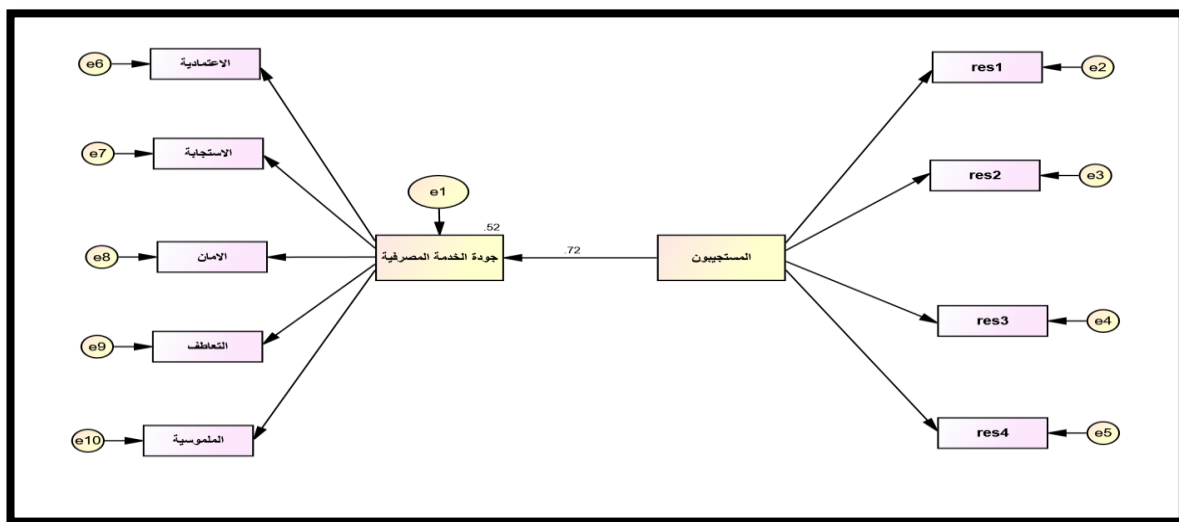 e6
الاعتمادية
e7
الاستجابة
e8
الامان
e9
التعاطف
e10
الملموسية
e1
.52
جودة الخدمة المصرفية
.72
المستجيبون
res1
e2
res2
e3
res3
e4
res4
e5